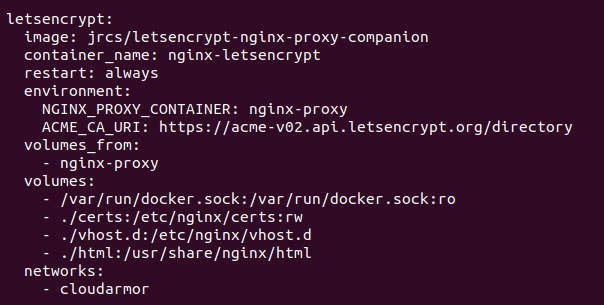 letsencrypt:
  image: jrcs/letsencrypt-nginx-proxy-companion
  container_name: nginx-letsencrypt
  restart: always
  environment:
    NGINX_PROXY_CONTAINER: nginx-proxy
    ACME_CA_URI: https://acme-v02.api.letsencrypt.org/directory
  volumes_from:
    - nginx-proxy
  volumes:
    - /var/run/docker.sock:/var/run/docker.sock:ro
    - ./certs:/etc/nginx/certs:rw
    - ./vhost.d:/etc/nginx/vhost.d
    - ./html:/usr/share/nginx/html
  networks:
    - cloudarmor